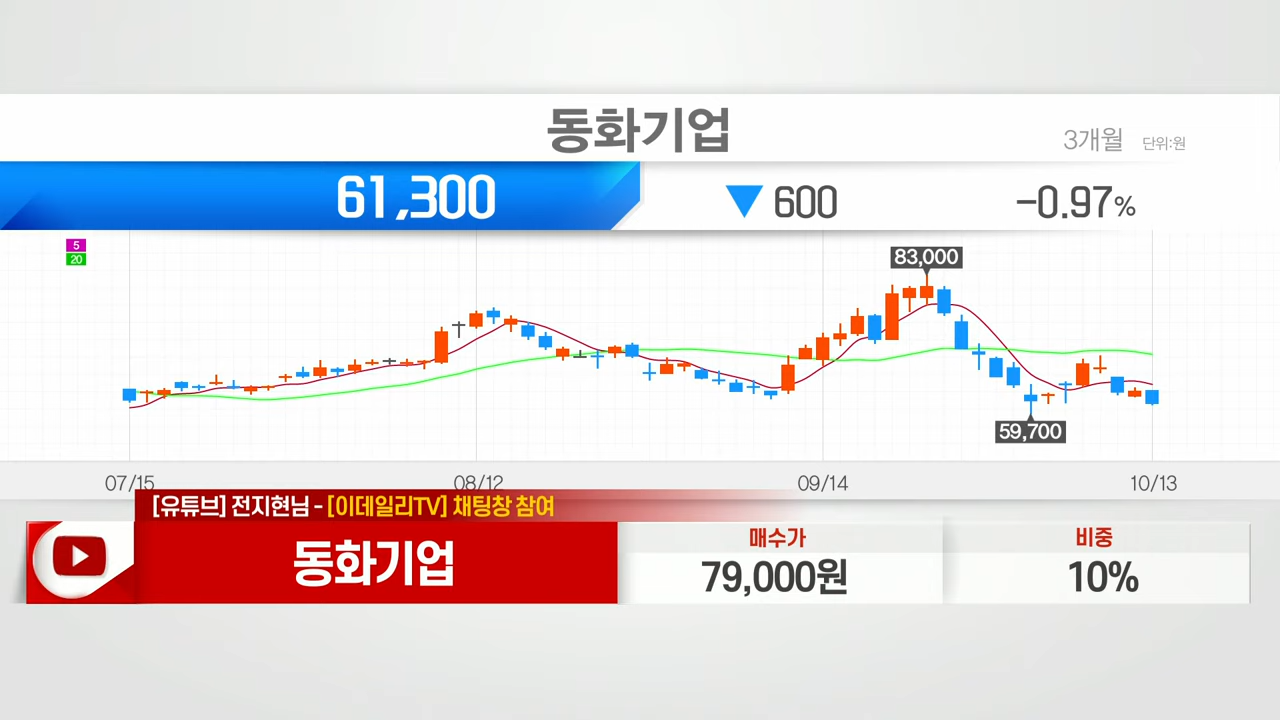 동화기업
3개월 단위:원
61,300 ▼ 600 -0.97%
5
20
83,000
59,700
07/15 08/12 09/14 10/13
[유튜브] 전지현님 - [이데일리TV] 채팅창 참여
동화기업
매수가
79,000원
비중
10%